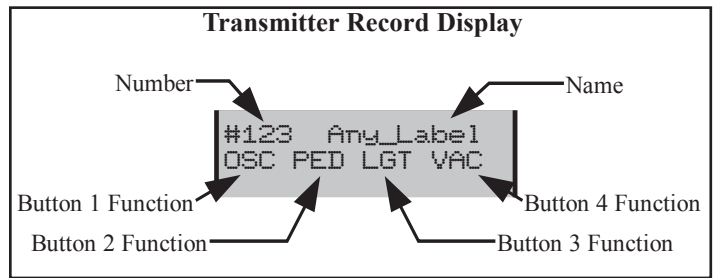 Transmitter Record Display
Number
Name
#123 Any_Label
OSC PED LGT VAC
Button 1 Function
Button 4 Function
Button 2 Function
Button 3 Function